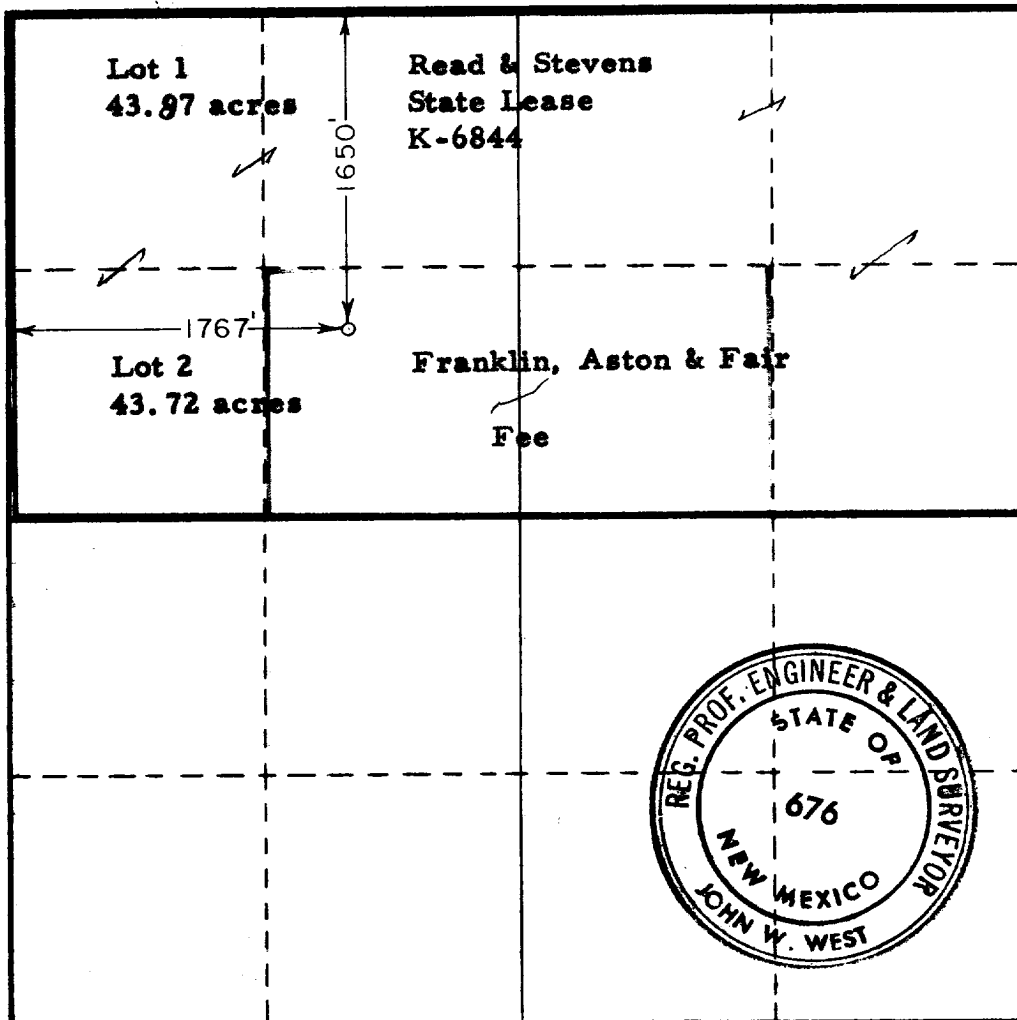 Lot 1
43.97 acres
Read & Stevens
State Lease
K-6844
1650'
1767'
Lot 2
43.72 acres
Franklin, Aston & Fair
Fee
REG. PROF. ENGINEER & LAND SURVEYOR
STATE OF
676
NEW MEXICO
JOHN W. WEST